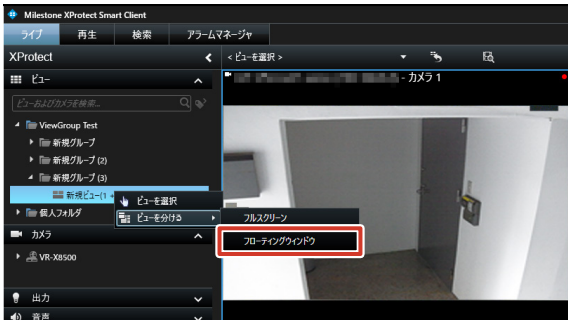 Milestone XProtect Smart Client
ライブ 再生 検索 アラームマネージャ
XProtect < ビューを選択 >
ビュー
- カメラ 1
ビューおよびカメラを検索...
ViewGroup Test
新規グループ
新規グループ (2)
新規グループ (3)
新規ビュー(1 +
ビューを選択
個人フォルダ
ビューを分ける
フルスクリーン
フローティングウィンドウ
カメラ
VR-X8500
出力
音声